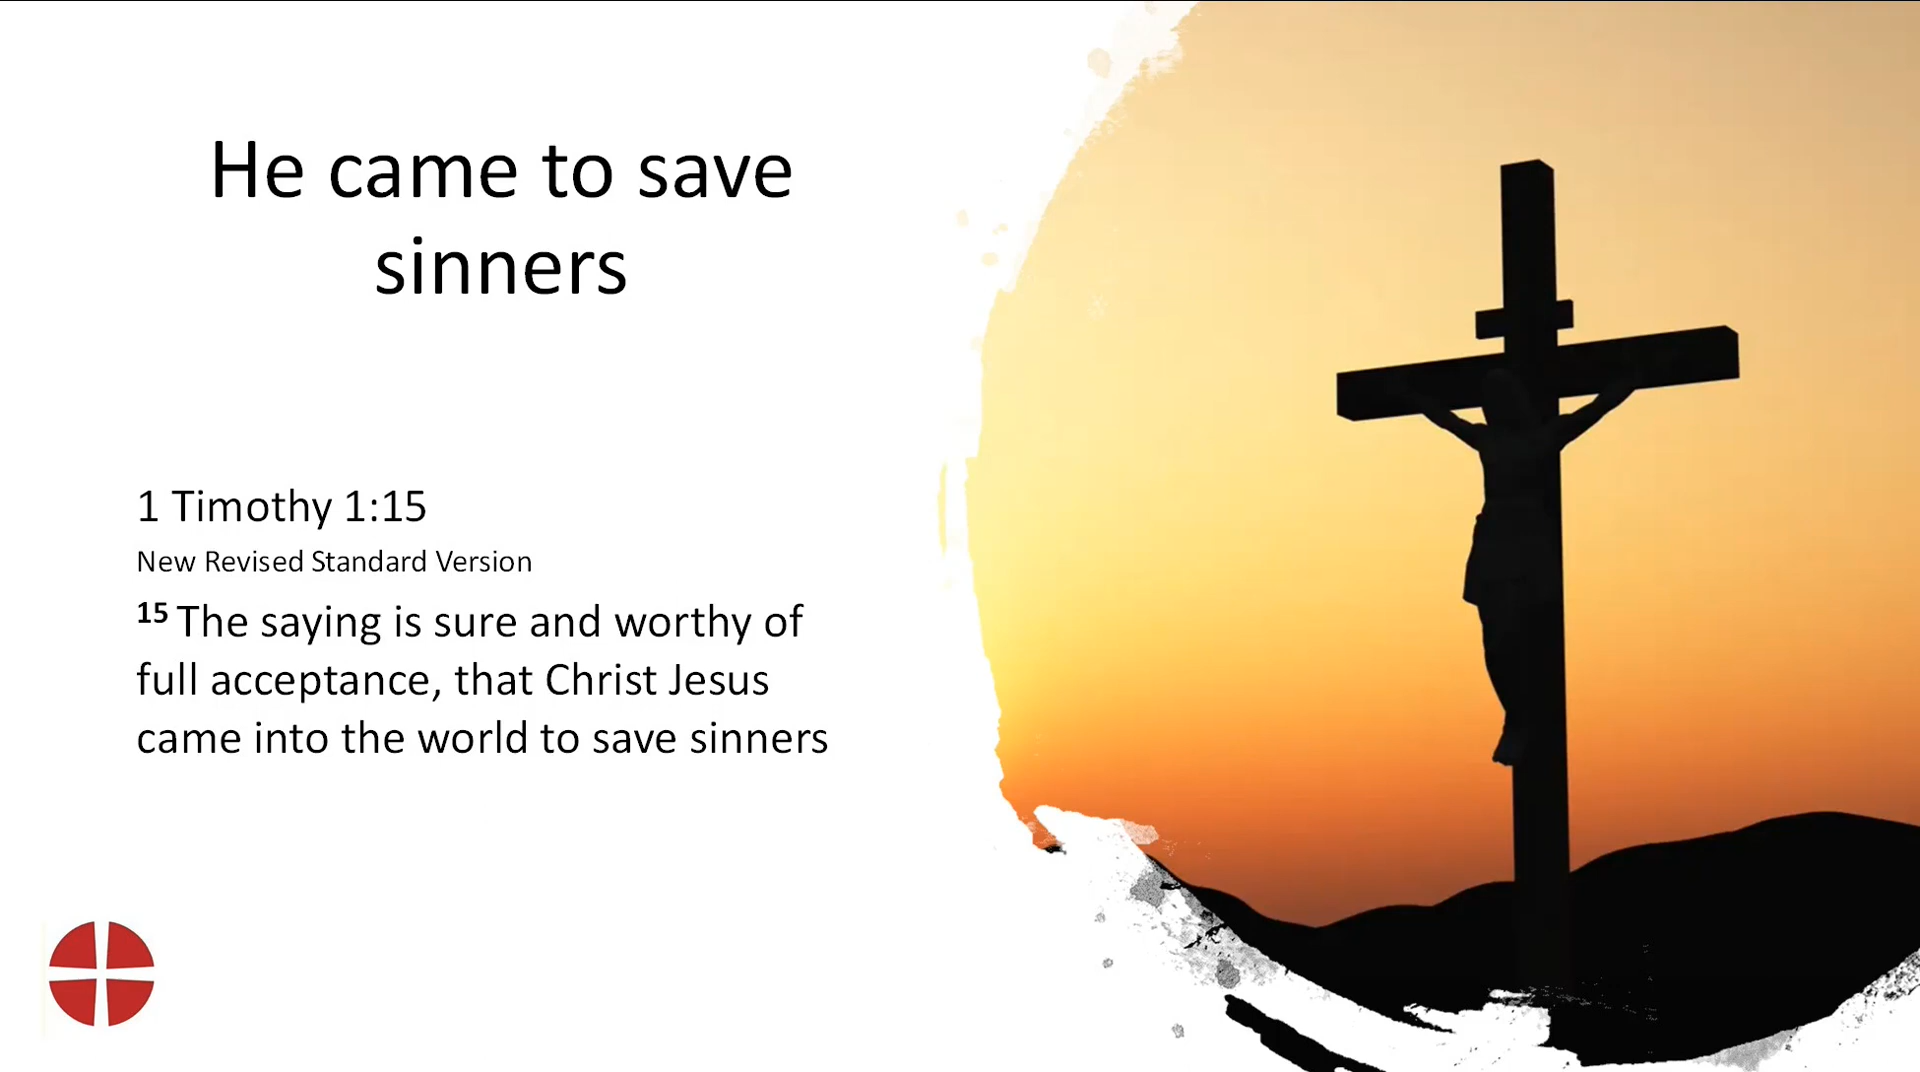 He came to save
sinners
1 Timothy 1:15
New Revised Standard Version
15 The saying is sure and worthy of
full acceptance, that Christ Jesus
came into the world to save sinners